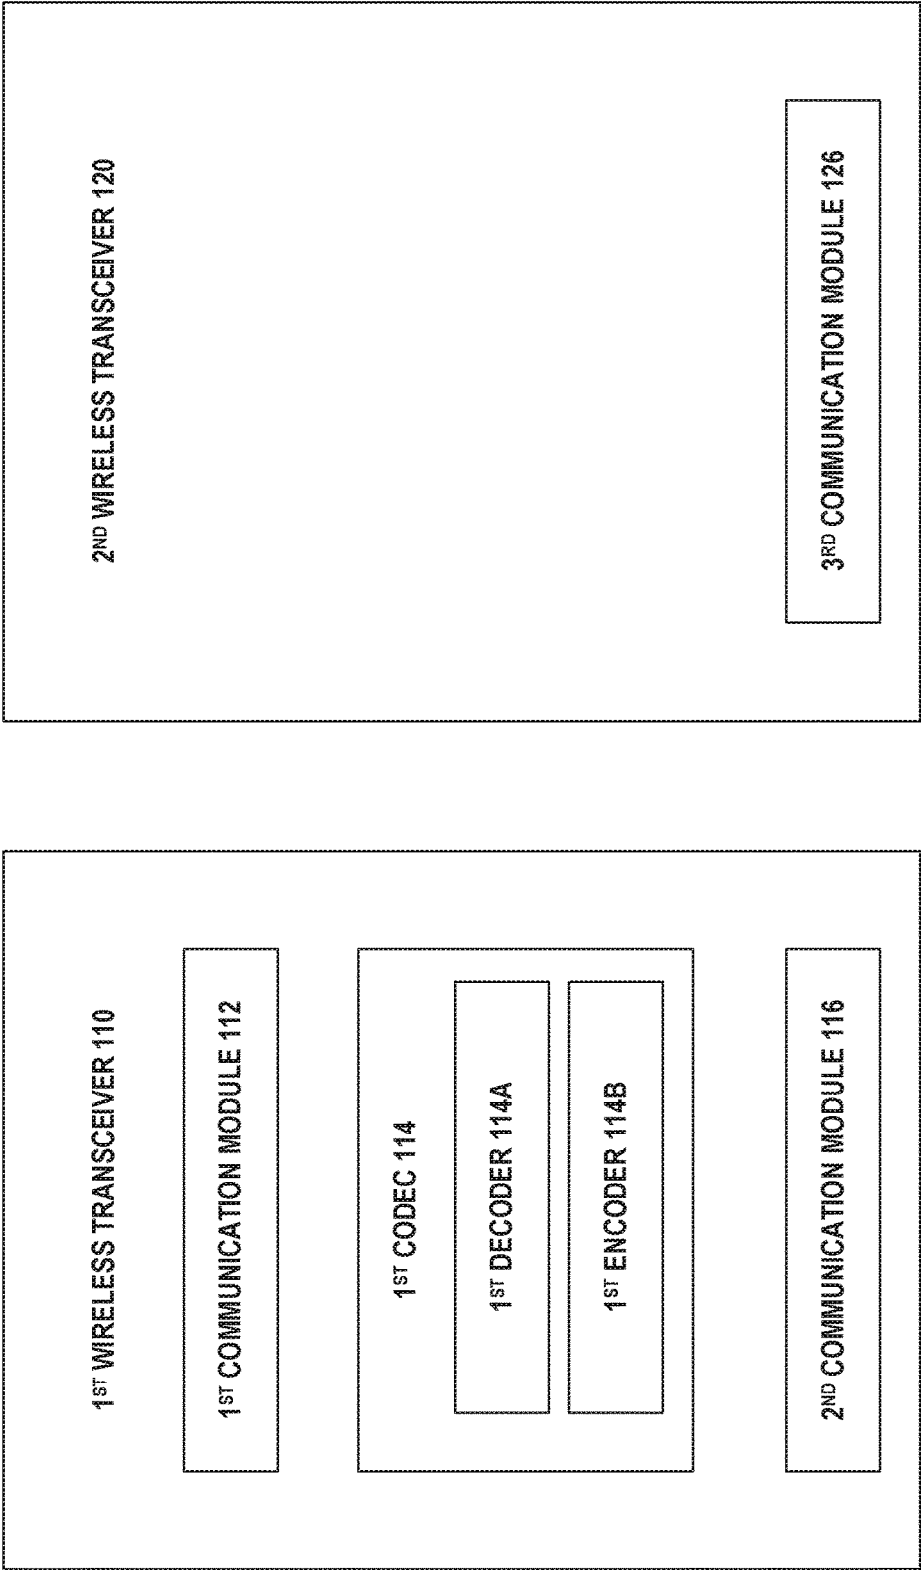 1ST WIRELESS TRANSCEIVER 110
1ST COMMUNICATION MODULE 112
1ST CODEC 114
1ST DECODER 114A
1ST ENCODER 114B
2ND COMMUNICATION MODULE 116
2ND WIRELESS TRANSCEIVER 120
3RD COMMUNICATION MODULE 126